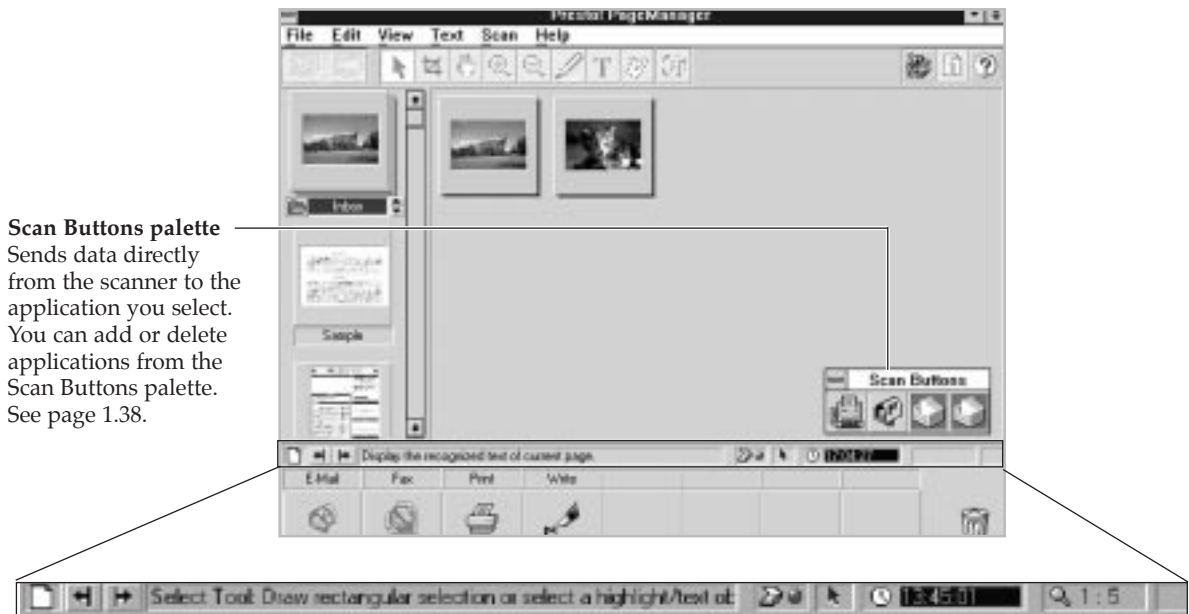 Presto! PageManager
File Edit View Text Scan Help
T
Inbox
Sample
Scan Buttons palette
Sends data directly
from the scanner to the
application you select.
You can add or delete
applications from the
Scan Buttons palette.
See page 1.38.
Scan Buttons
Display the recognized text of current page. 17:04:27
E-Mail Fax Print Write
Select Tool: Draw rectangular selection or select a highlight/text ob 13:45:01 1 : 5